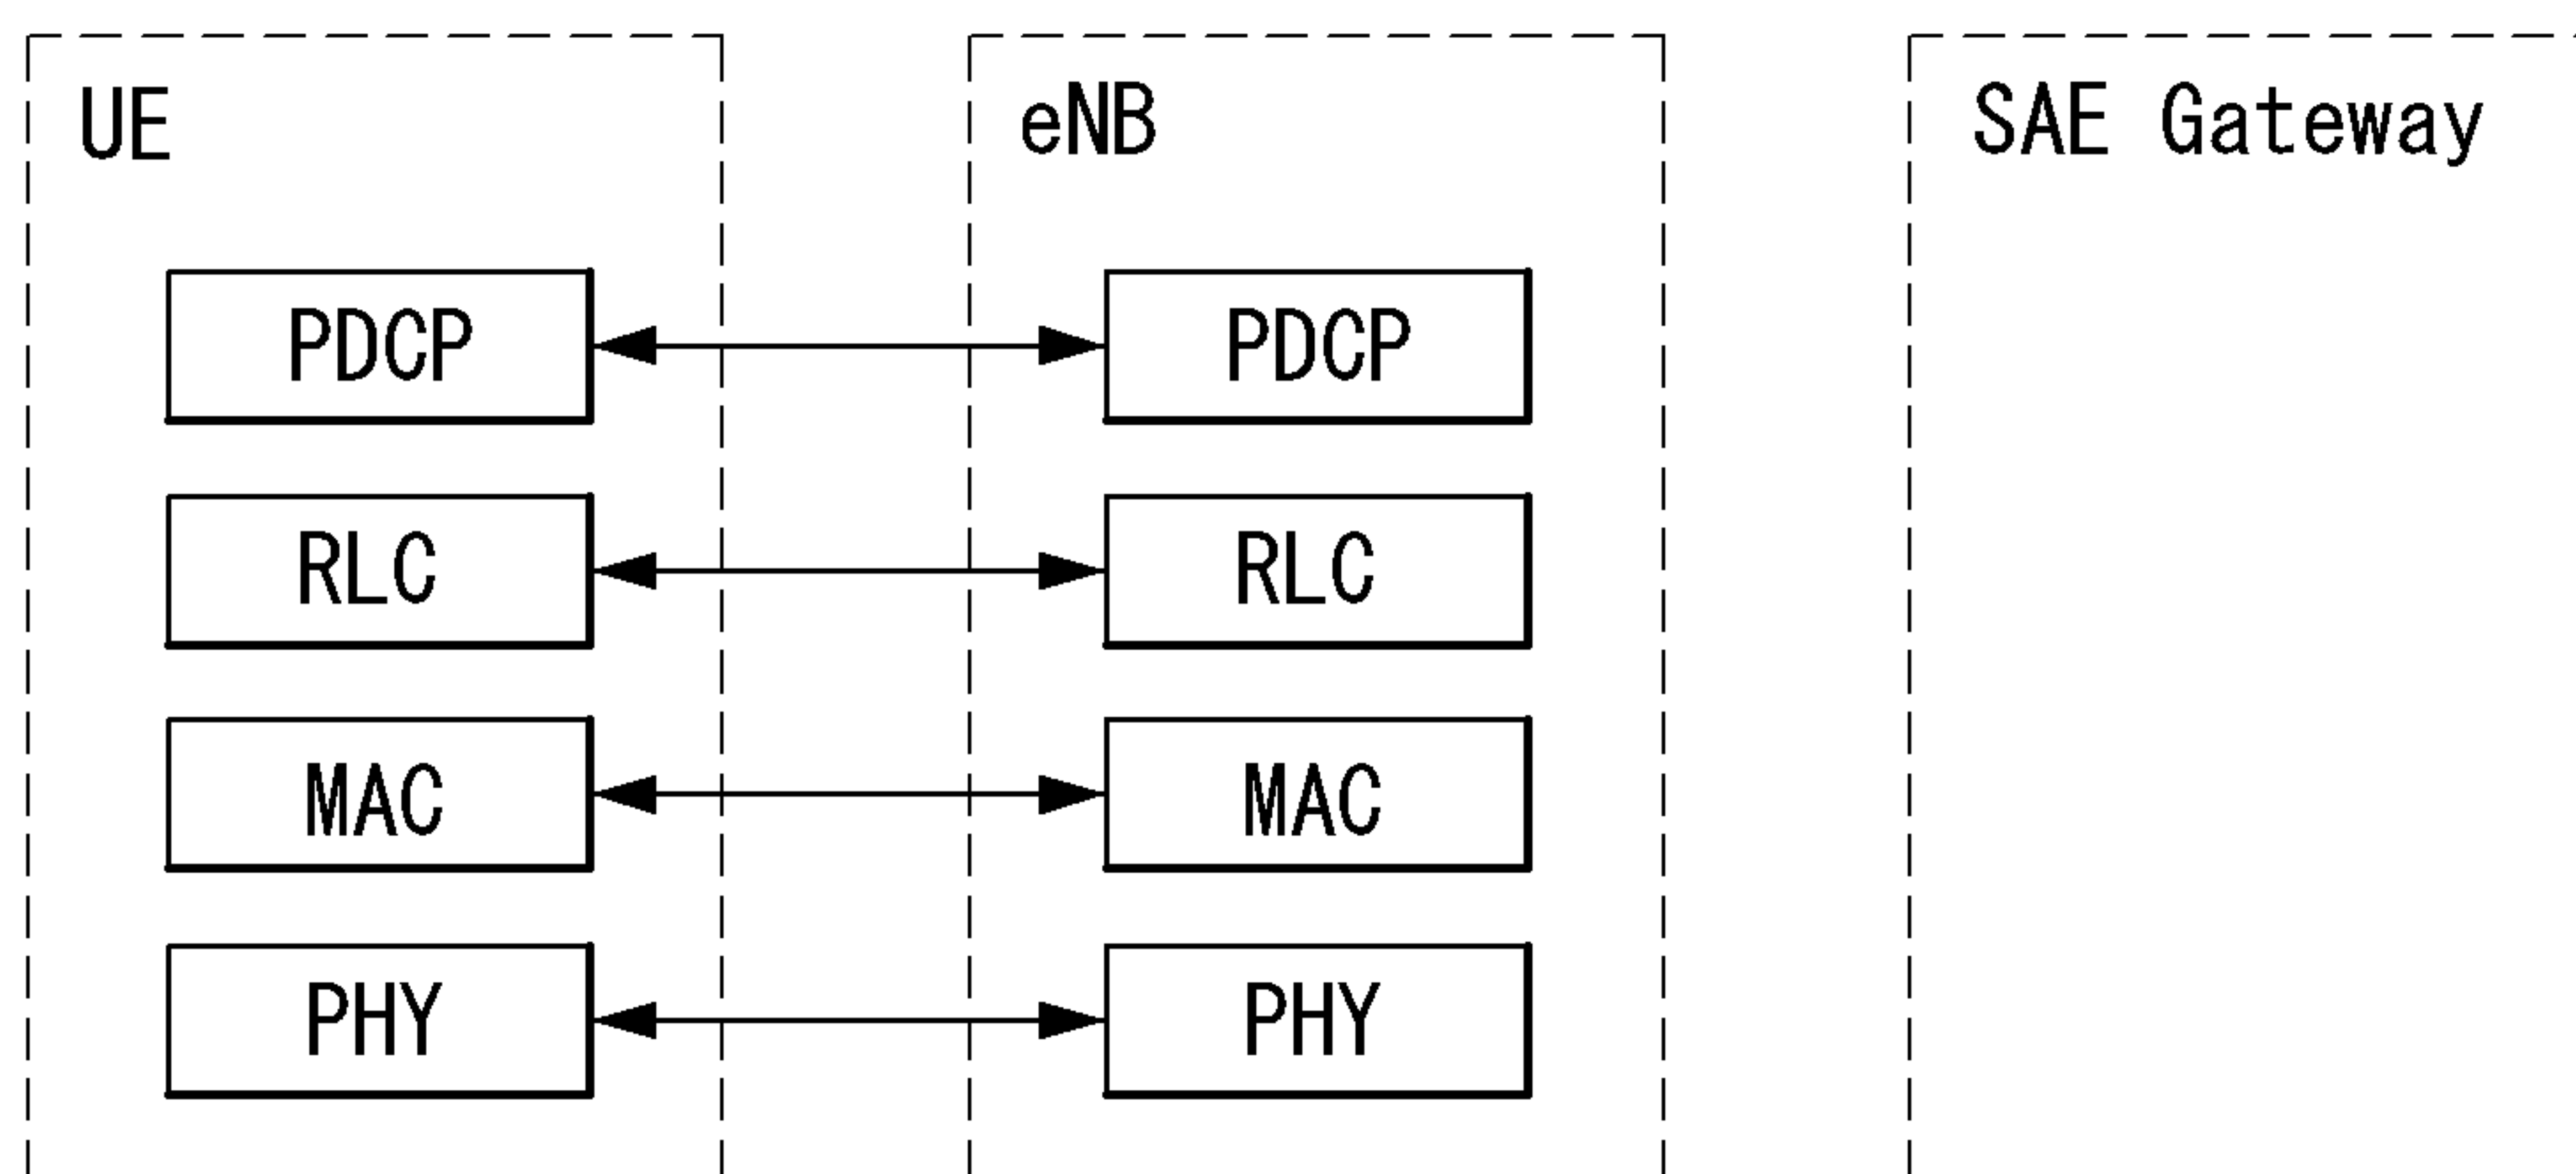 UE
eNB
SAE Gateway
PDCP
PDCP
RLC
RLC
MAC
MAC
PHY
PHY